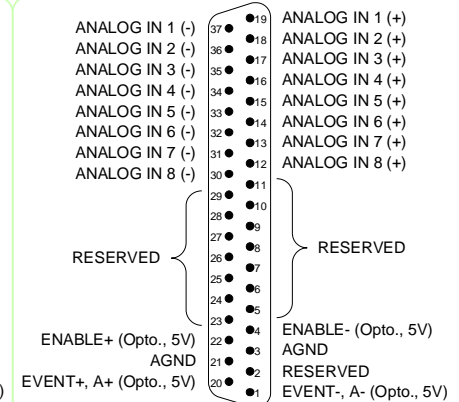 ANALOG IN 1 (-) 37 19 ANALOG IN 1 (+)
ANALOG IN 2 (-) 36 18 ANALOG IN 2 (+)
ANALOG IN 3 (-) 35 17 ANALOG IN 3 (+)
ANALOG IN 4 (-) 34 16 ANALOG IN 4 (+)
ANALOG IN 5 (-) 33 15 ANALOG IN 5 (+)
ANALOG IN 6 (-) 32 14 ANALOG IN 6 (+)
ANALOG IN 7 (-) 31 13 ANALOG IN 7 (+)
ANALOG IN 8 (-) 30 12 ANALOG IN 8 (+)
29 11
28 10
27 9
RESERVED 26 8 RESERVED
25 7
24 6
23 5
ENABLE+ (Opto., 5V) 22 4 ENABLE- (Opto., 5V)
AGND 21 3 AGND
2 RESERVED
) EVENT+, A+ (Opto., 5V) 20 1 EVENT-, A- (Opto., 5V)